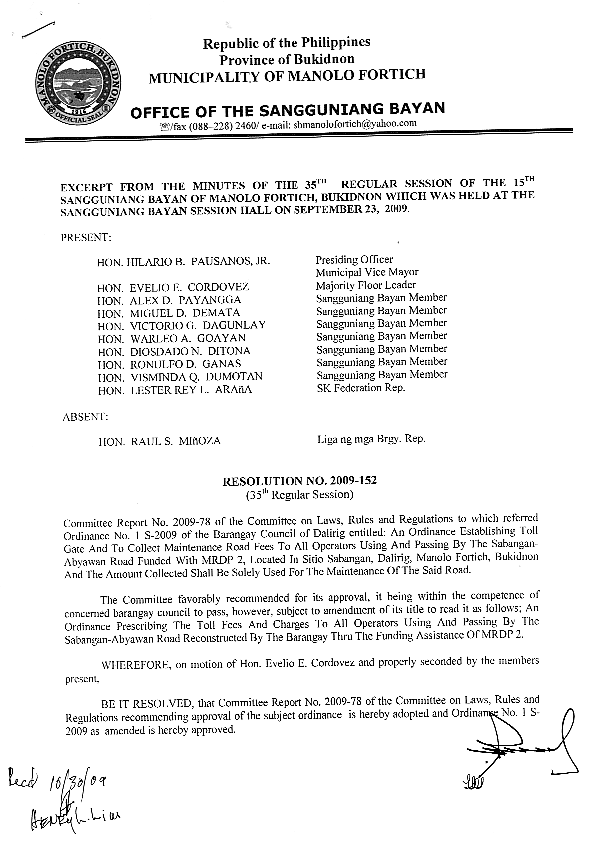 MANOLO FORTICH, BUKIDNON
1914
OFFICIAL SEAL
Republic of the Philippines
Province of Bukidnon
MUNICIPALITY OF MANOLO FORTICH
OFFICE OF THE SANGGUNIANG BAYAN
☏/fax (088-228) 2460/ e-mail: sbmanolofortich@yahoo.com
EXCERPT FROM THE MINUTES OF THE 35TH REGULAR SESSION OF THE 15TH
SANGGUNIANG BAYAN OF MANOLO FORTICH, BUKIDNON WHICH WAS HELD AT THE
SANGGUNIANG BAYAN SESSION HALL ON SEPTEMBER 23, 2009.
PRESENT:
HON. HILARIO B. PAUSANOS, JR. Presiding Officer
Municipal Vice Mayor
HON. EVELIO E. CORDOVEZ Majority Floor Leader
HON. ALEX D. PAYANGGA Sangguniang Bayan Member
HON. MIGUEL D. DEMATA Sangguniang Bayan Member
HON. VICTORIO G. DAGUNLAY Sangguniang Bayan Member
HON. WARLEO A. GOAYAN Sangguniang Bayan Member
HON. DIOSDADO N. DITONA Sangguniang Bayan Member
HON. RONULFO D. GANAS Sangguniang Bayan Member
HON. VISMINDA Q. DUMOTAN Sangguniang Bayan Member
HON. LESTER REY L. ARAñA SK Federation Rep.
ABSENT:
HON. RAUL S. MIñOZA Liga ng mga Brgy. Rep.
RESOLUTION NO. 2009-152
(35th Regular Session)
Committee Report No. 2009-78 of the Committee on Laws, Rules and Regulations to which referred
Ordinance No. 1 S-2009 of the Barangay Council of Dalirig entitled: An Ordinance Establishing Toll
Gate And To Collect Maintenance Road Fees To All Operators Using And Passing By The Sabangan-
Abyawan Road Funded With MRDP 2, Located In Sitio Sabangan, Dalirig, Manolo Fortich, Bukidnon
And The Amount Collected Shall Be Solely Used For The Maintenance Of The Said Road.
The Committee favorably recommended for its approval, it being within the competence of
concerned barangay council to pass, however, subject to amendment of its title to read it as follows; An
Ordinance Prescribing The Toll Fees And Charges To All Operators Using And Passing By The
Sabangan-Abyawan Road Reconstructed By The Barangay Thru The Funding Assistance Of MRDP 2.
WHEREFORE, on motion of Hon. Evelio E. Cordovez and properly seconded by the members
present,
BE IT RESOLVED, that Committee Report No. 2009-78 of the Committee on Laws, Rules and
Regulations recommending approval of the subject ordinance is hereby adopted and Ordinance No. 1 S-
2009 as amended is hereby approved.
Recd 10/30/09
HENRY L. Lim